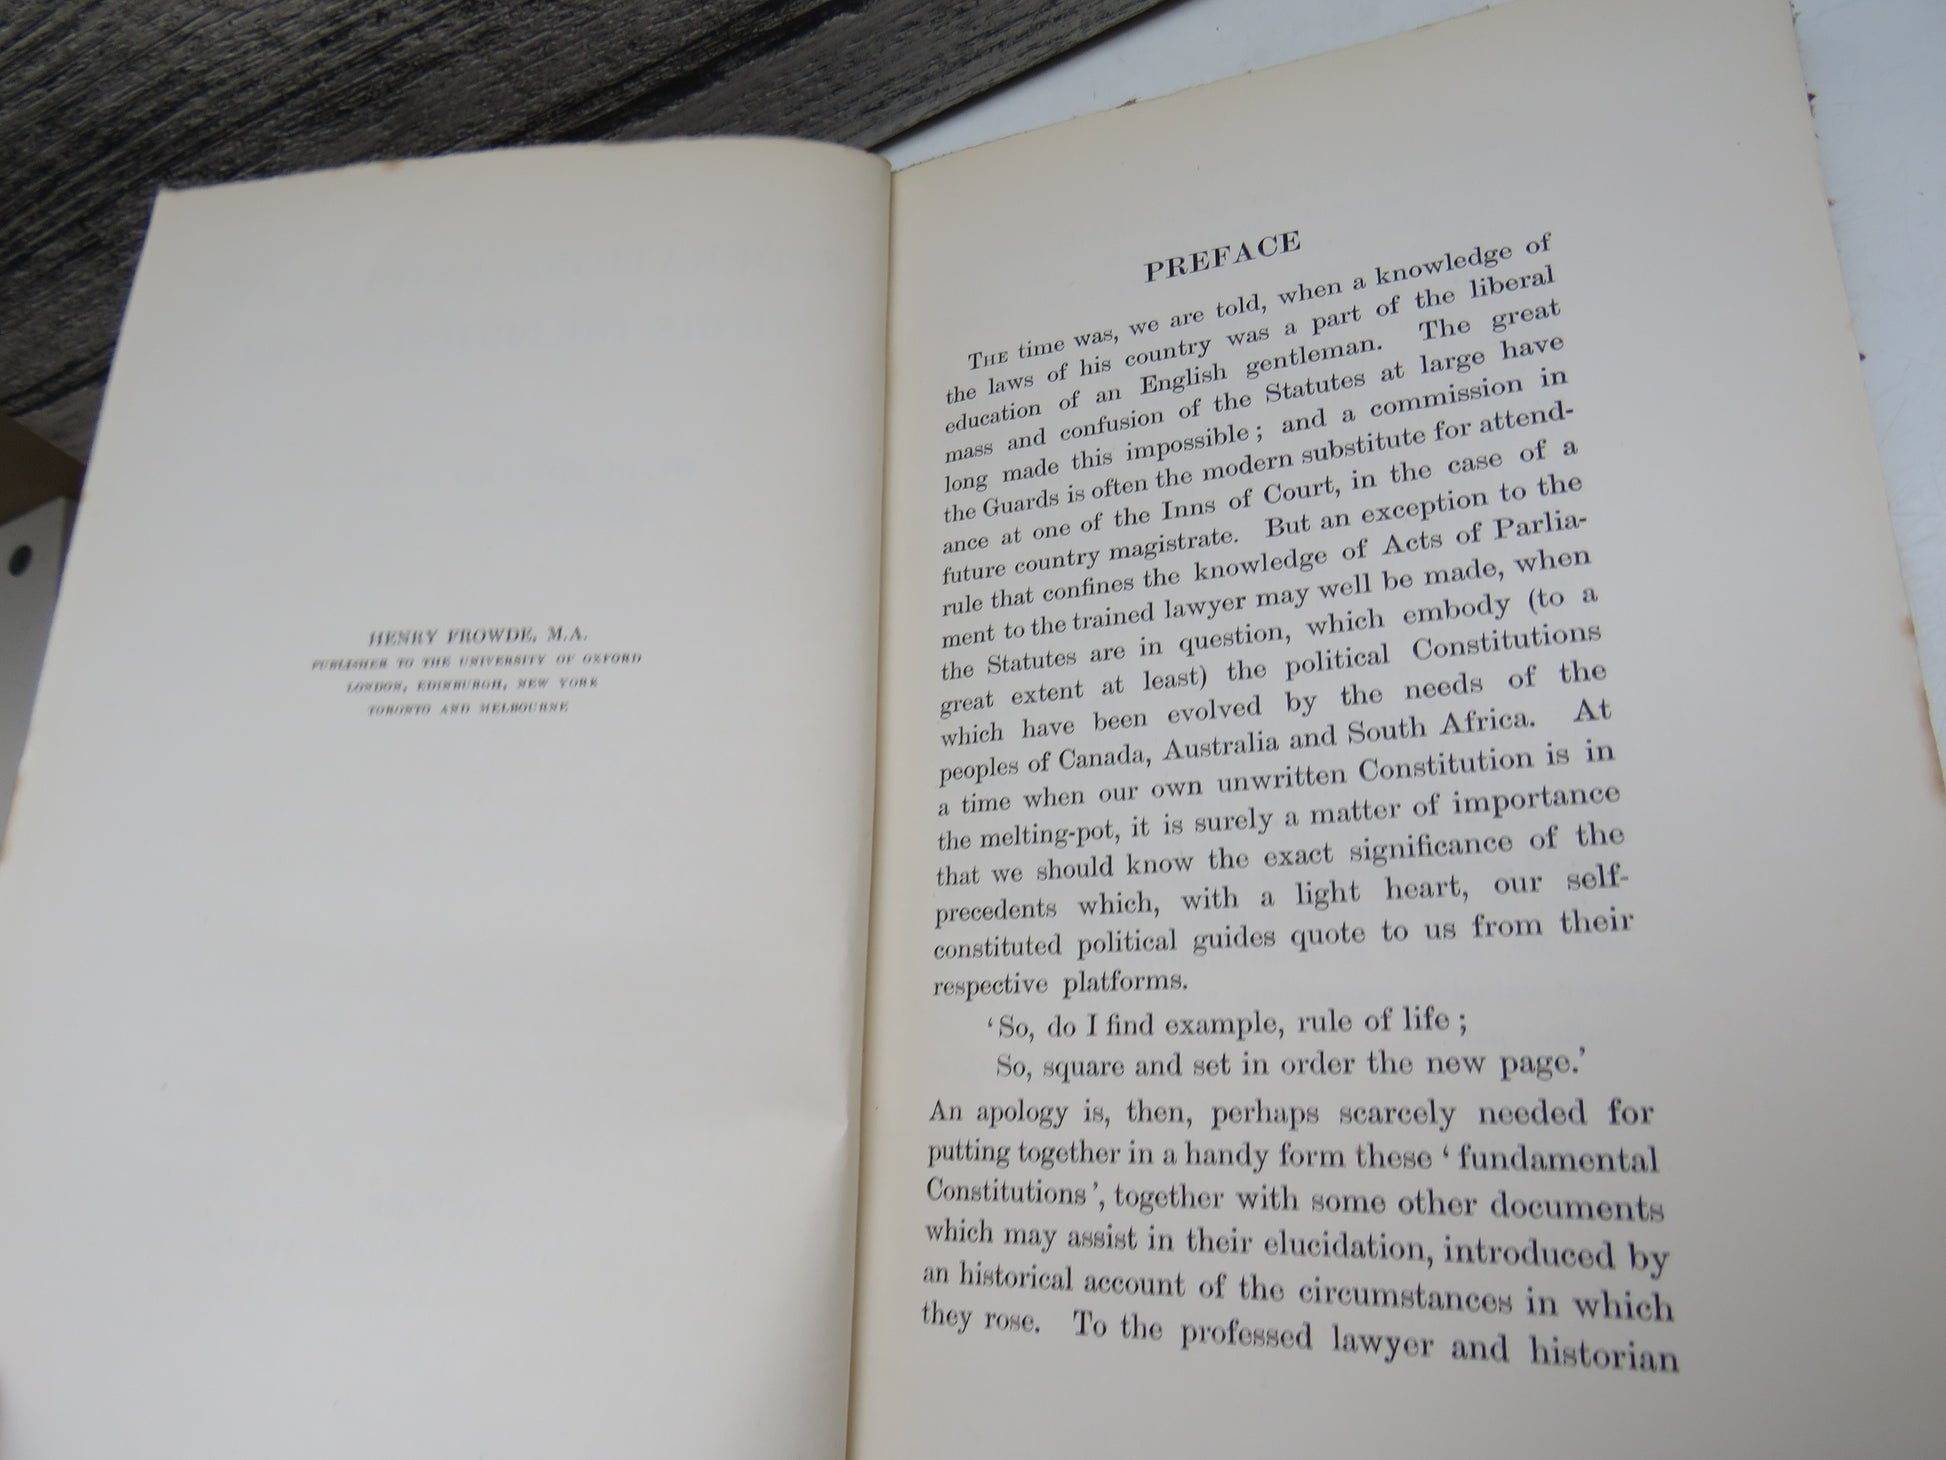 HENRY FROWDE, M.A.
PUBLISHER TO THE UNIVERSITY OF OXFORD
LONDON, EDINBURGH, NEW YORK
TORONTO AND MELBOURNE
PREFACE
THE time was, we are told, when a knowledge of
the laws of his country was a part of the liberal
education of an English gentleman. The great
mass and confusion of the Statutes at large have
long made this impossible; and a commission in
the Guards is often the modern substitute for attend-
ance at one of the Inns of Court, in the case of a
future country magistrate. But an exception to the
rule that confines the knowledge of Acts of Parlia-
ment to the trained lawyer may well be made, when
the Statutes are in question, which embody (to a
great extent at least) the political Constitutions
which have been evolved by the needs of the
peoples of Canada, Australia and South Africa. At
a time when our own unwritten Constitution is in
the melting-pot, it is surely a matter of importance
that we should know the exact significance of the
precedents which, with a light heart, our self-
constituted political guides quote to us from their
respective platforms.
‘So, do I find example, rule of life;
So, square and set in order the new page.’
An apology is, then, perhaps scarcely needed for
putting together in a handy form these ‘fundamental
Constitutions’, together with some other documents
which may assist in their elucidation, introduced by
an historical account of the circumstances in which
they rose. To the professed lawyer and historian